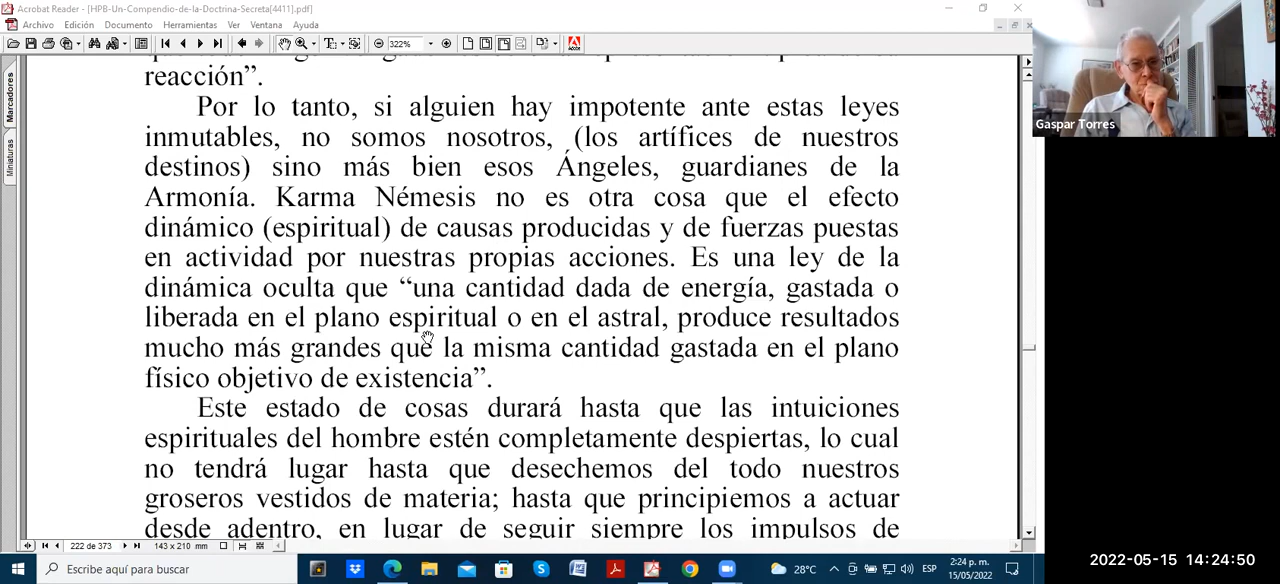 Acrobat Reader - [HPB-Un-Compendio-de-la-Doctrina-Secreta[4411].pdf]
Archivo Edición Documento Herramientas Ver Ventana Ayuda
322%
Marcadores
Miniaturas
reacción”.
Por lo tanto, si alguien hay impotente ante estas leyes
inmutables, no somos nosotros, (los artífices de nuestros
destinos) sino más bien esos Ángeles, guardianes de la
Armonía. Karma Némesis no es otra cosa que el efecto
dinámico (espiritual) de causas producidas y de fuerzas puestas
en actividad por nuestras propias acciones. Es una ley de la
dinámica oculta que “una cantidad dada de energía, gastada o
liberada en el plano espiritual o en el astral, produce resultados
mucho más grandes que la misma cantidad gastada en el plano
físico objetivo de existencia”.
Este estado de cosas durará hasta que las intuiciones
espirituales del hombre estén completamente despiertas, lo cual
no tendrá lugar hasta que desechemos del todo nuestros
groseros vestidos de materia; hasta que principiemos a actuar
desde adentro, en lugar de seguir siempre los impulsos de
222 de 373 143 x 210 mm
Escribe aquí para buscar
28°C
ESP
2:24 p. m.
15/05/2022
Gaspar Torres
2022-05-15 14:24:50